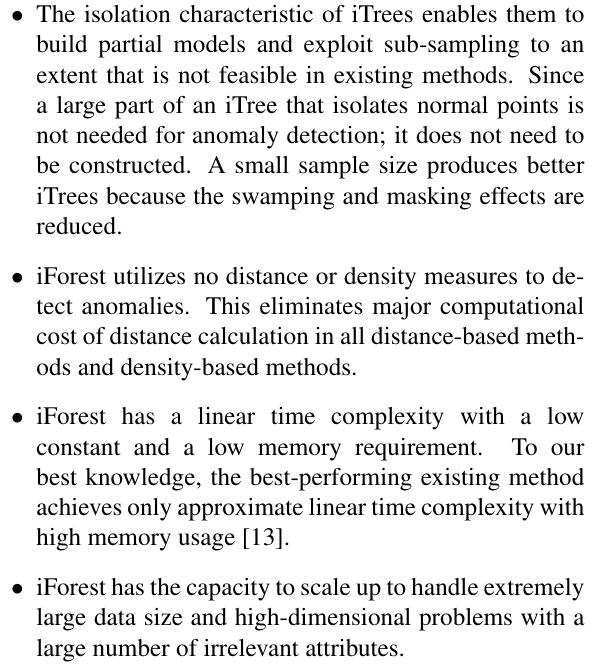 • The isolation characteristic of iTrees enables them to
build partial models and exploit sub-sampling to an
extent that is not feasible in existing methods. Since
a large part of an iTree that isolates normal points is
not needed for anomaly detection; it does not need to
be constructed. A small sample size produces better
iTrees because the swamping and masking effects are
reduced.
• iForest utilizes no distance or density measures to de-
tect anomalies. This eliminates major computational
cost of distance calculation in all distance-based meth-
ods and density-based methods.
• iForest has a linear time complexity with a low
constant and a low memory requirement. To our
best knowledge, the best-performing existing method
achieves only approximate linear time complexity with
high memory usage [13].
• iForest has the capacity to scale up to handle extremely
large data size and high-dimensional problems with a
large number of irrelevant attributes.